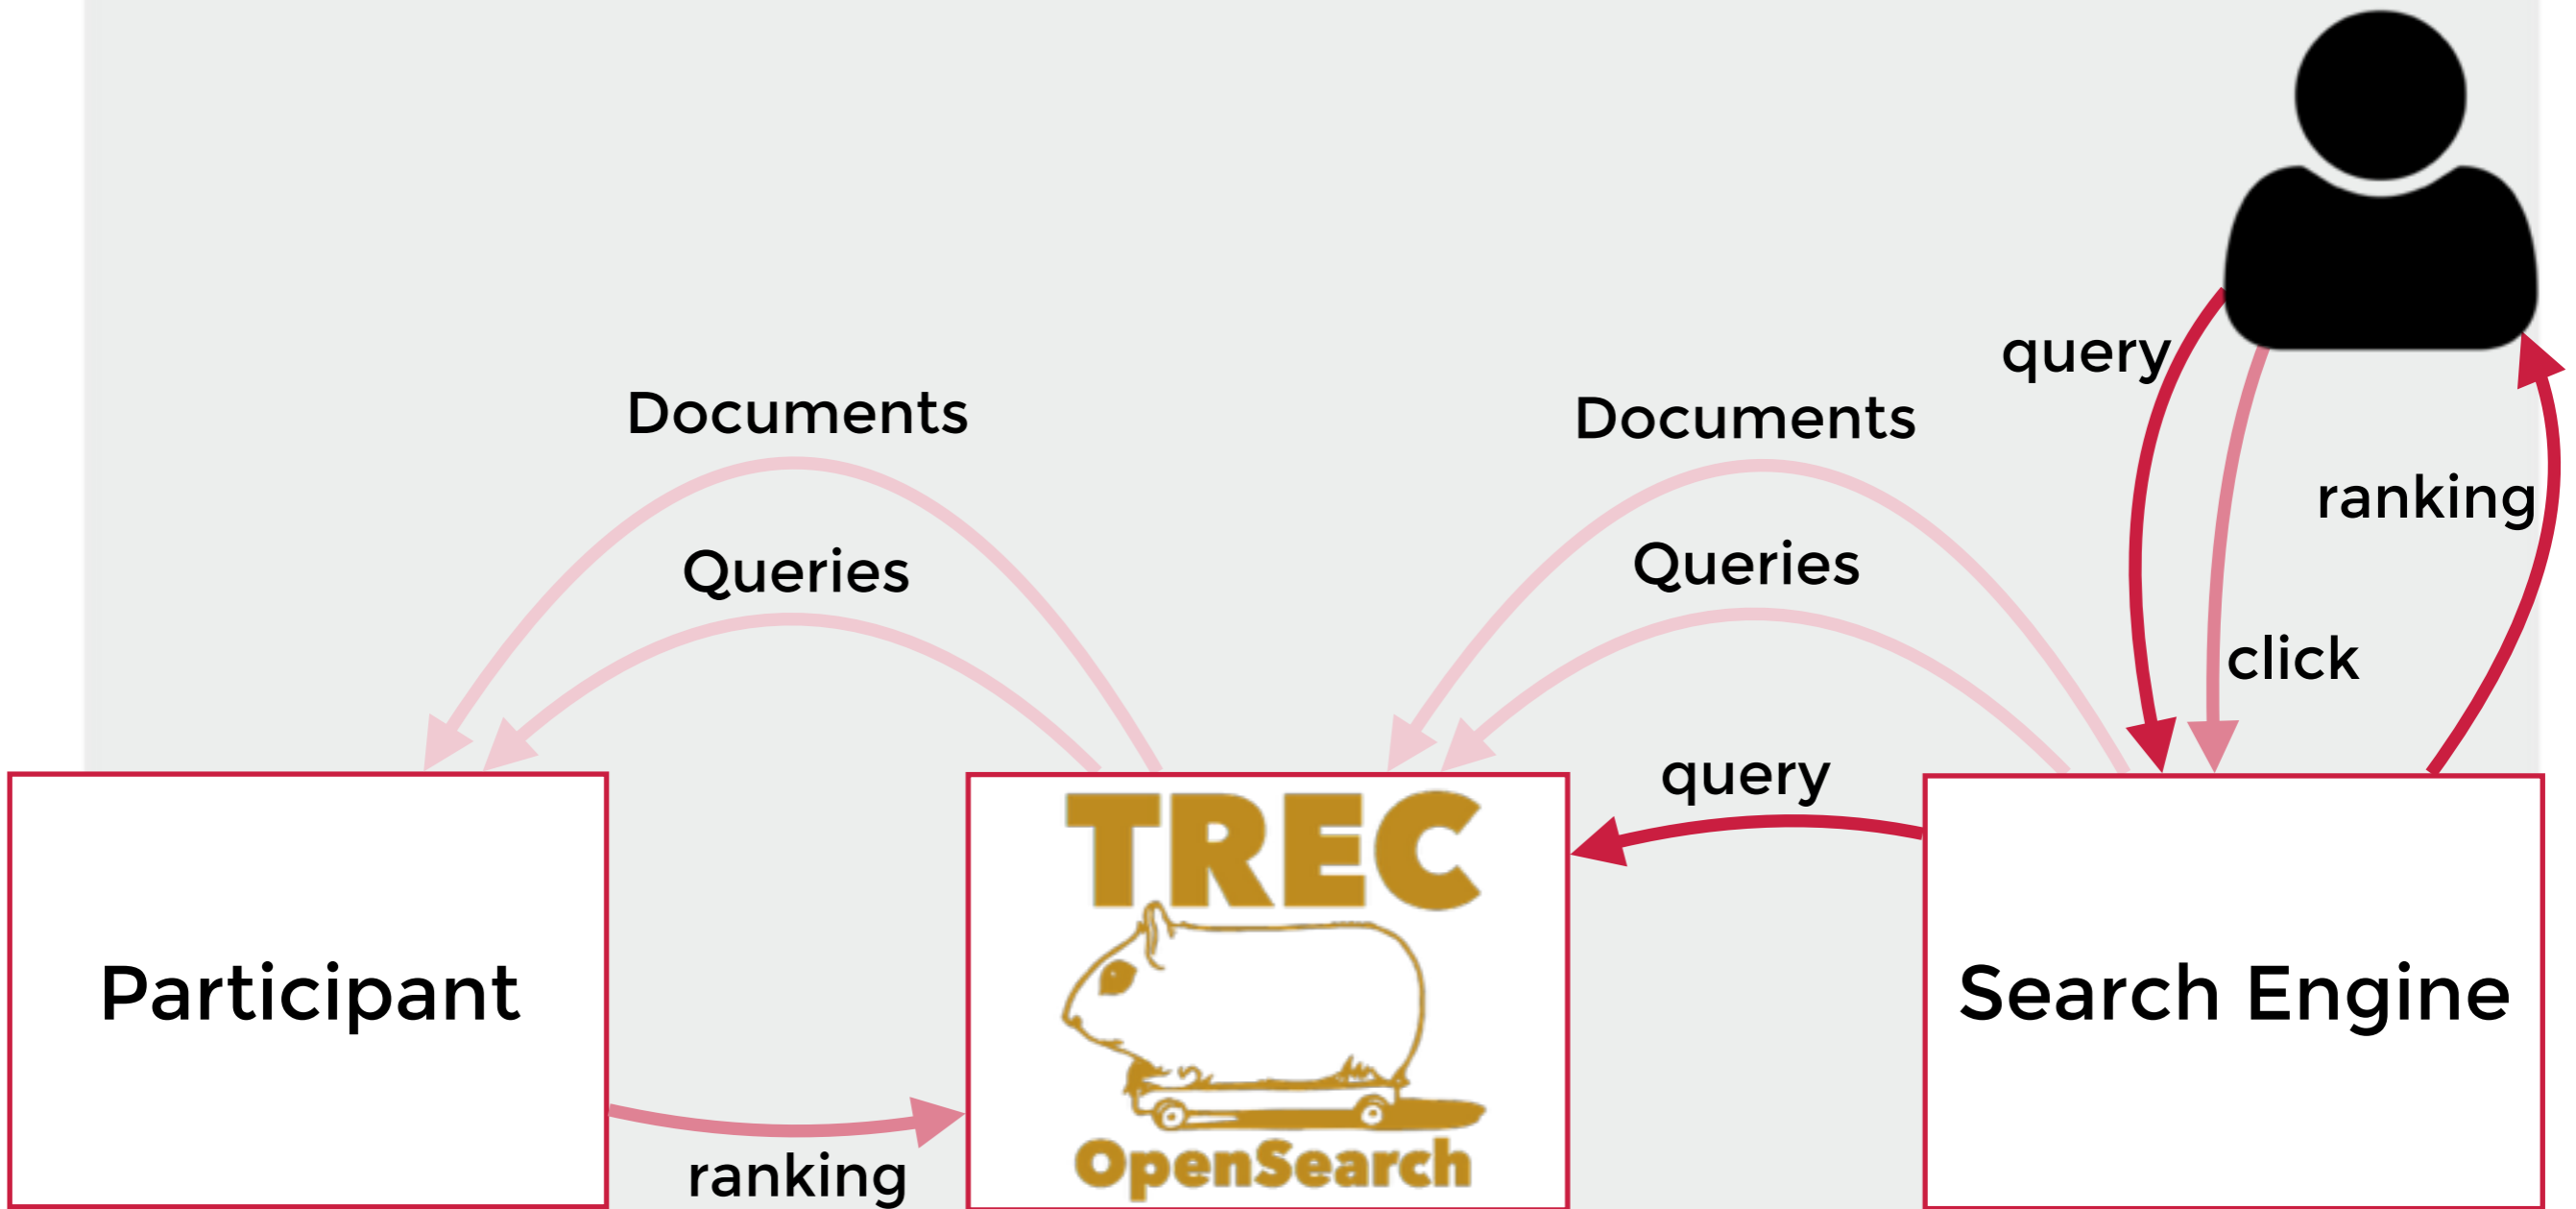 query
Documents
Documents
ranking
Queries
Queries
click
query
TREC
Participant
Search Engine
OpenSearch
ranking